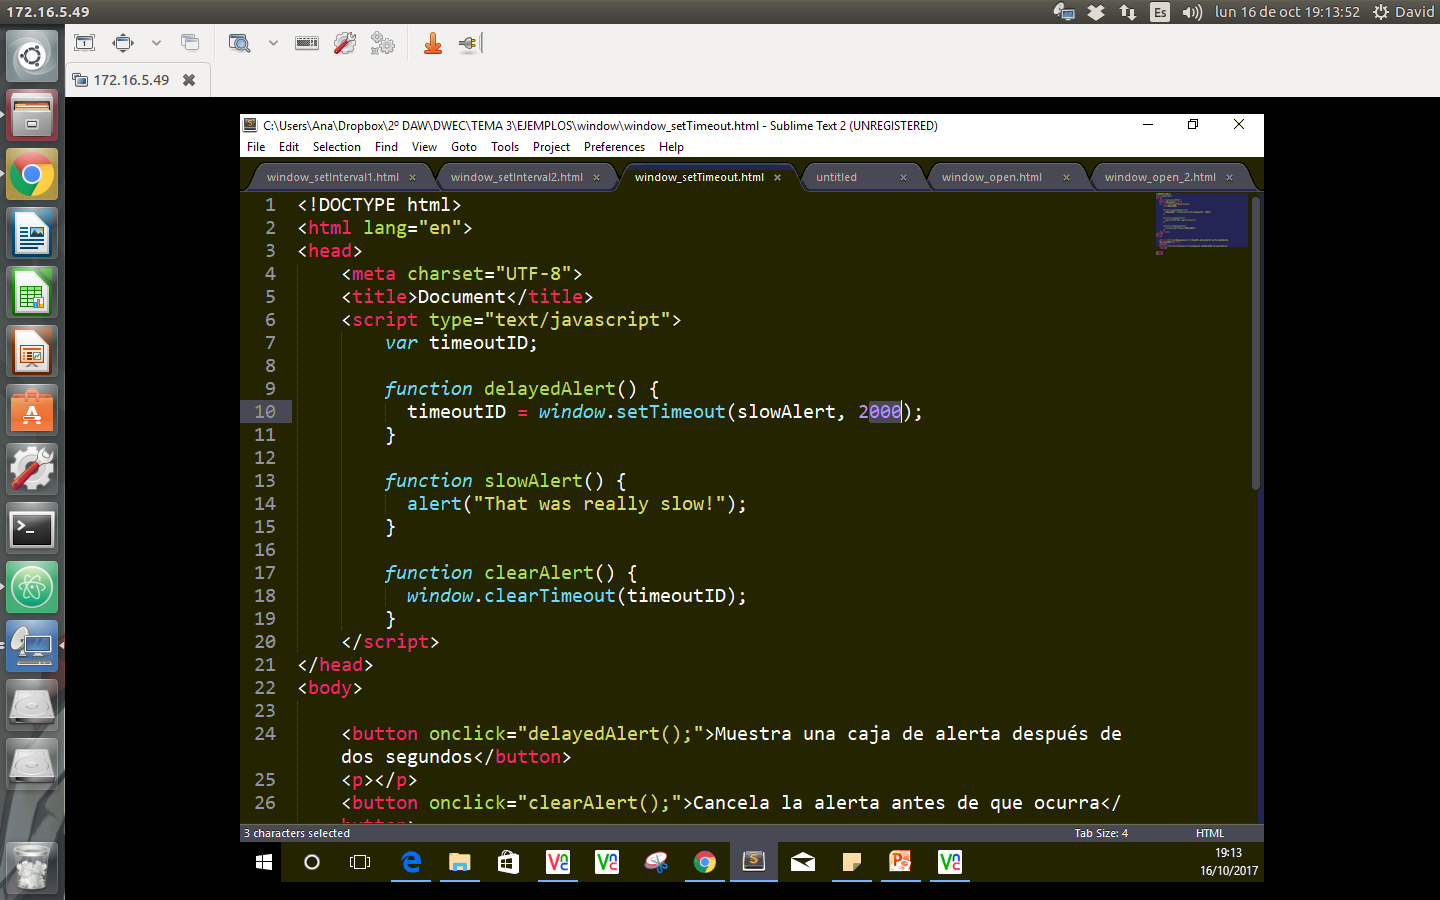 172.16.5.49
Es
lun 16 de oct 19:13:52
David
172.16.5.49
C:\Users\Ana\Dropbox\2º DAW\DWEC\TEMA 3\EJEMPLOS\window\window_setTimeout.html - Sublime Text 2 (UNREGISTERED)
File Edit Selection Find View Goto Tools Project Preferences Help
window_setInterval1.html × window_setInterval2.html × window_setTimeout.html × untitled × window_open.html × window_open_2.html ×
1 <!DOCTYPE html>
2 <html lang="en">
3 <head>
4 <meta charset="UTF-8">
5 <title>Document</title>
6 <script type="text/javascript">
7 var timeoutID;
8
9 function delayedAlert() {
10 timeoutID = window.setTimeout(slowAlert, 2000);
11 }
12
13 function slowAlert() {
14 alert("That was really slow!");
15 }
16
17 function clearAlert() {
18 window.clearTimeout(timeoutID);
19 }
20 </script>
21 </head>
22 <body>
23
24 <button onclick="delayedAlert();">Muestra una caja de alerta después de
dos segundos</button>
25 <p></p>
26 <button onclick="clearAlert();">Cancela la alerta antes de que ocurra</
button>
3 characters selected
Tab Size: 4
HTML
19:13
16/10/2017